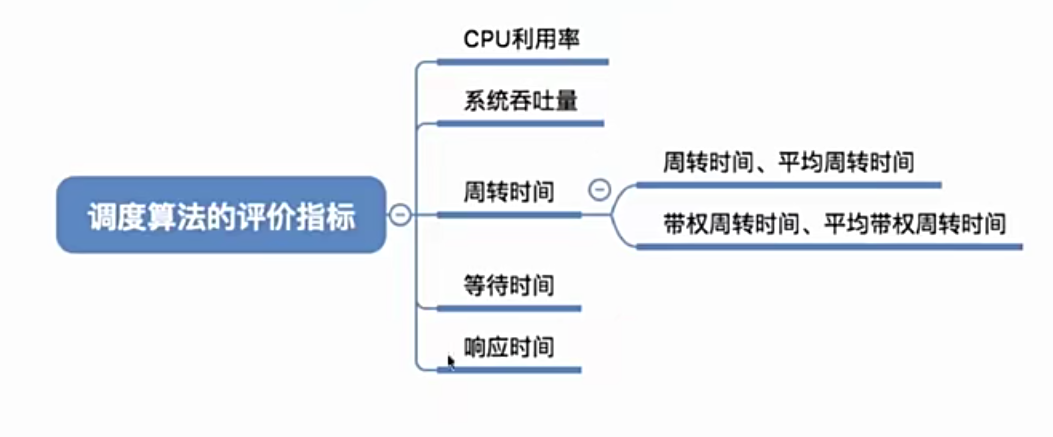 CPU利用率
系统吞吐量
周转时间、平均周转时间
周转时间
调度算法的评价指标
带权周转时间、平均带权周转时间
等待时间
响应时间